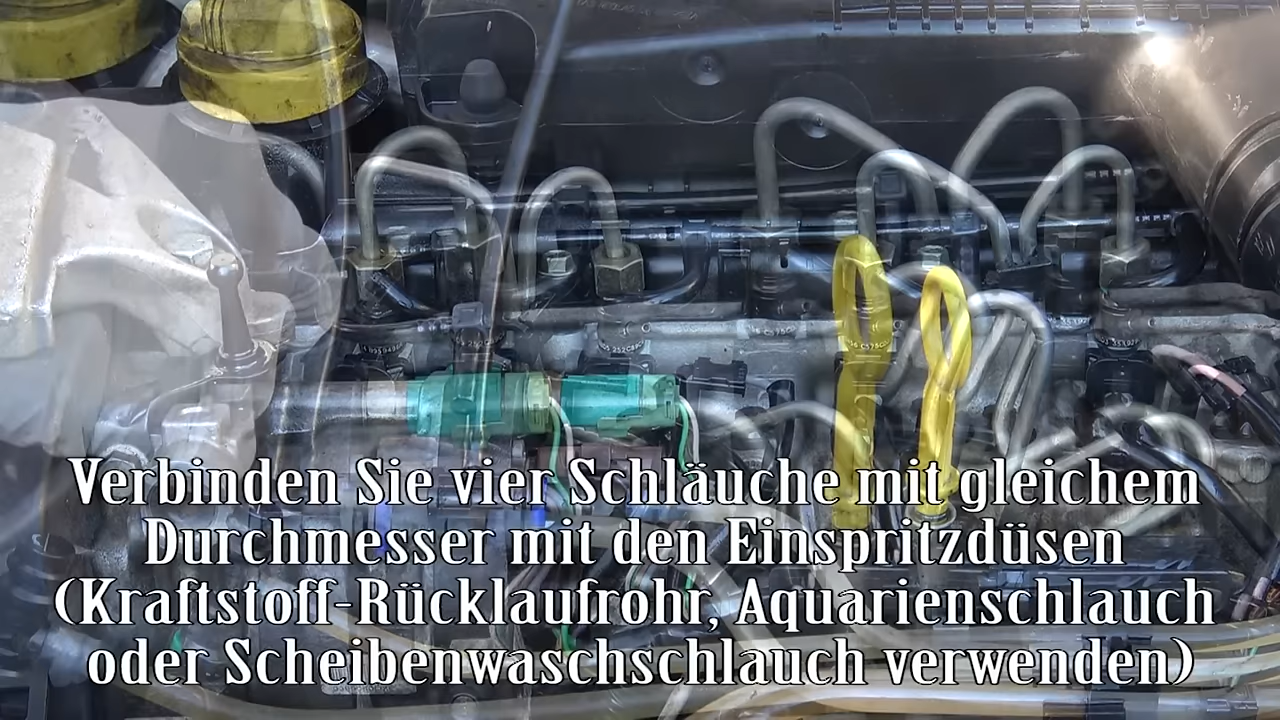 Verbinden Sie vier Schläuche mit gleichem
Durchmesser mit den Einspritzdüsen
(Kraftstoff-Rücklaufrohr, Aquarienschlauch
oder Scheibenwaschschlauch verwenden)